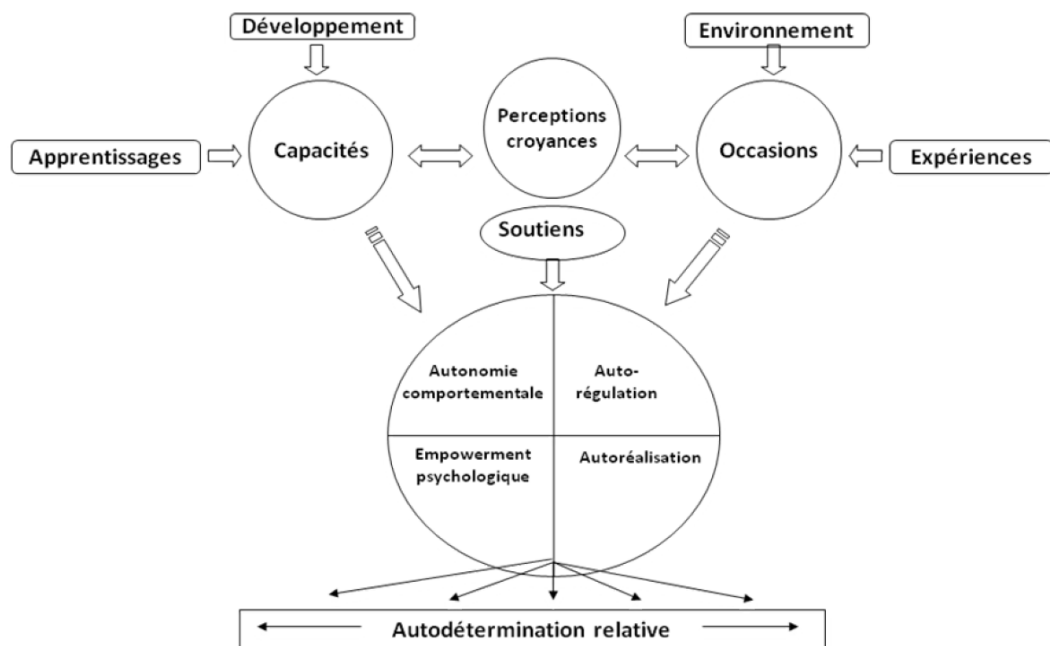 Développement
Environnement
Perceptions
croyances
Apprentissages
Capacités
Occasions
Expériences
Soutiens
Autonomie
comportementale
Auto-
régulation
Empowerment
psychologique
Autoréalisation
Autodétermination relative